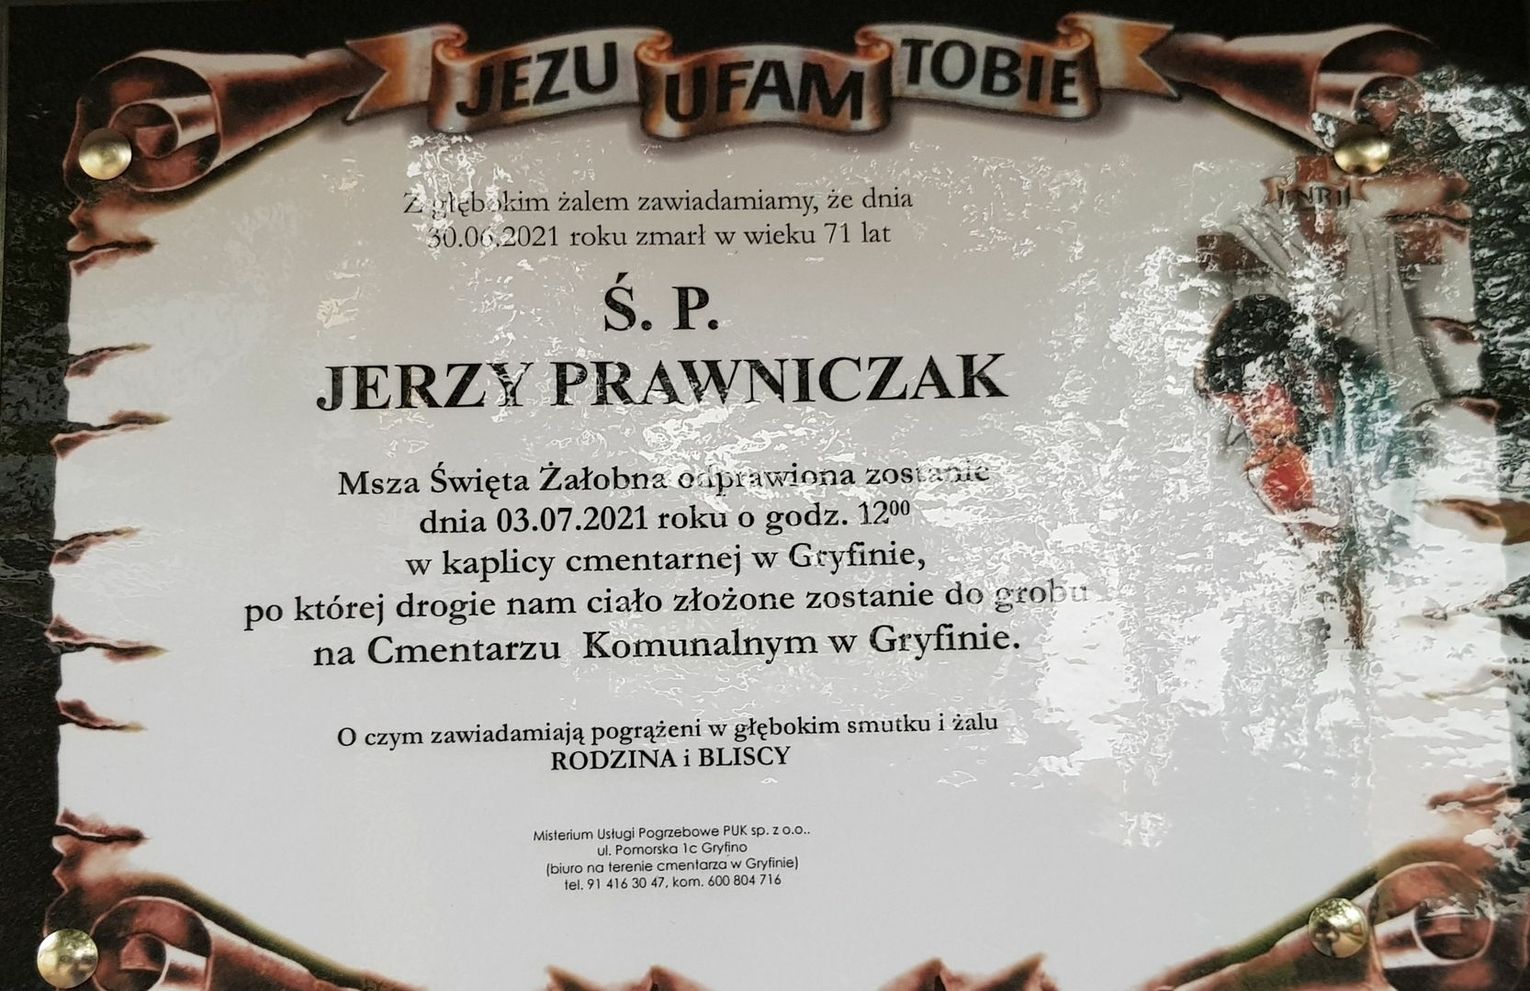 JEZU UFAM TOBIE
INRI
Z głębokim żalem zawiadamiamy, że dnia
30.06.2021 roku zmarł w wieku 71 lat
Ś. P.
JERZY PRAWNICZAK
Msza Święta Żałobna odprawiona zostanie
dnia 03.07.2021 roku o godz. 12⁰⁰
w kaplicy cmentarnej w Gryfinie,
po której drogie nam ciało złożone zostanie do grobu
na Cmentarzu Komunalnym w Gryfinie.
O czym zawiadamiają pogrążeni w głębokim smutku i żalu
RODZINA i BLISCY
Misterium Usługi Pogrzebowe PUK sp. z o.o..
ul. Pomorska 1c Gryfino
(biuro na terenie cmentarza w Gryfinie)
tel. 91 416 30 47, kom. 600 804 716